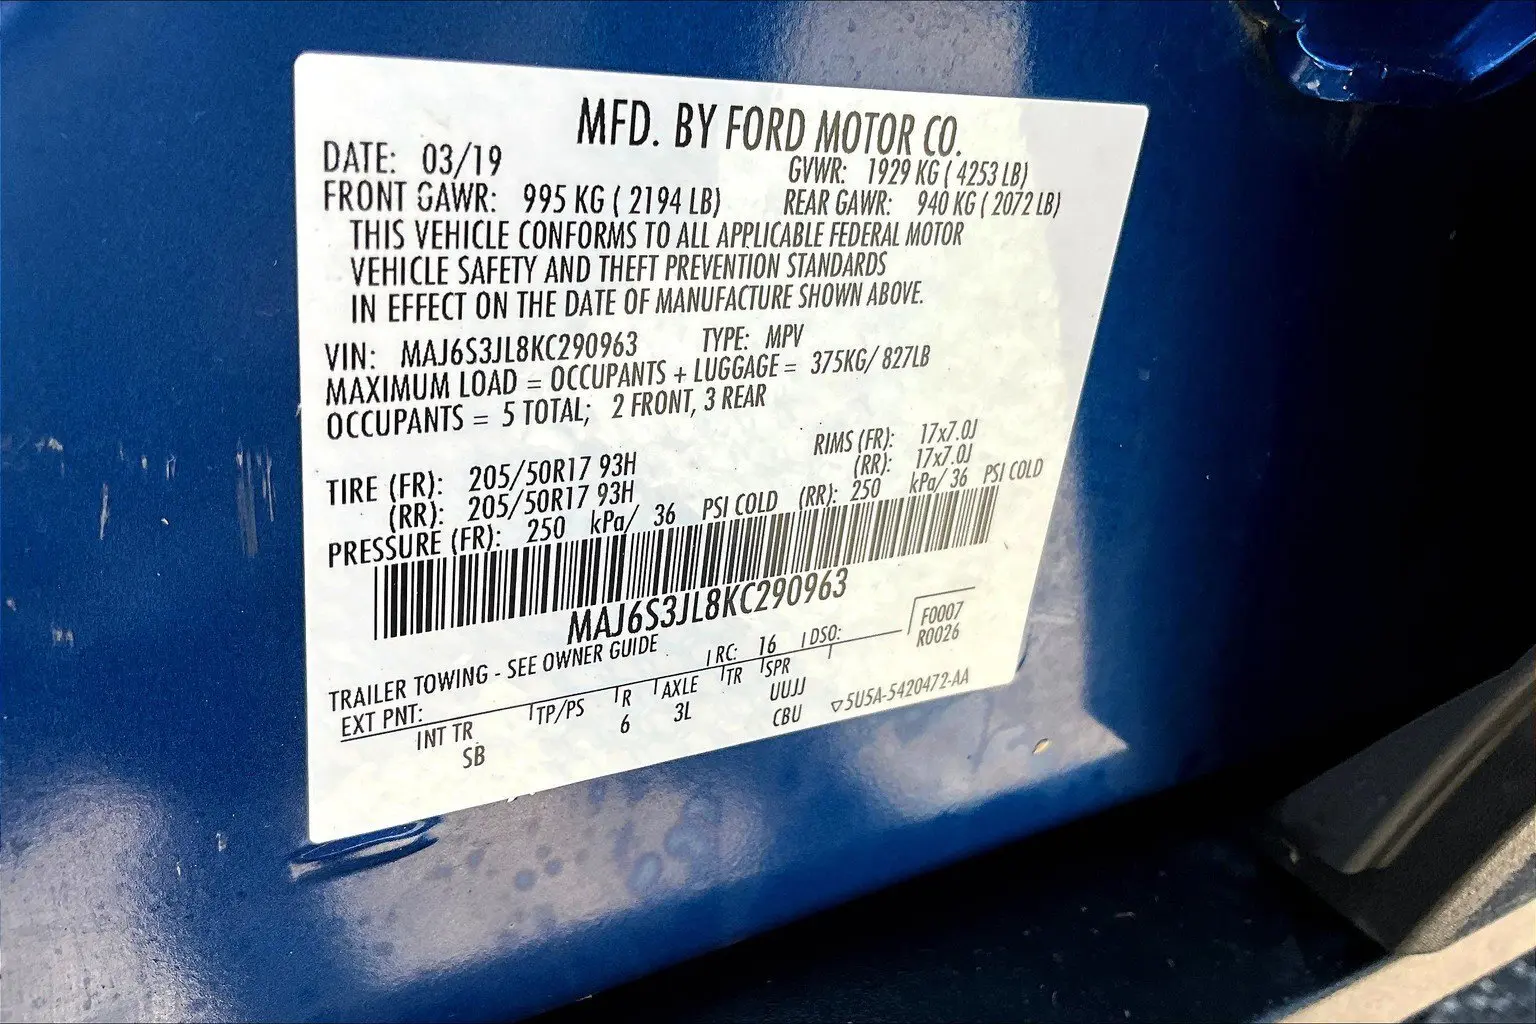 MFD. BY FORD MOTOR CO.
DATE: 03/19 GVWR: 1929 KG ( 4253 LB)
FRONT GAWR: 995 KG ( 2194 LB) REAR GAWR: 940 KG ( 2072 LB)
THIS VEHICLE CONFORMS TO ALL APPLICABLE FEDERAL MOTOR
VEHICLE SAFETY AND THEFT PREVENTION STANDARDS
IN EFFECT ON THE DATE OF MANUFACTURE SHOWN ABOVE.
VIN: MAJ6S3JL8KC290963 TYPE: MPV
MAXIMUM LOAD = OCCUPANTS + LUGGAGE = 375KG/ 827LB
OCCUPANTS = 5 TOTAL; 2 FRONT, 3 REAR
TIRE (FR): 205/50R17 93H RIMS (FR): 17x7.0J
(RR): 205/50R17 93H (RR): 17x7.0J
PRESSURE (FR): 250 kPa/ 36 PSI COLD (RR): 250 kPa/ 36 PSI COLD
MAJ6S3JL8KC290963
TRAILER TOWING - SEE OWNER GUIDE
EXT PNT: RC: 16 DSO: F0007
R0026
INT TR TP/PS R AXLE TR SPR
SB 6 3L UUJJ
CBU ▽5U5A-5420472-AA